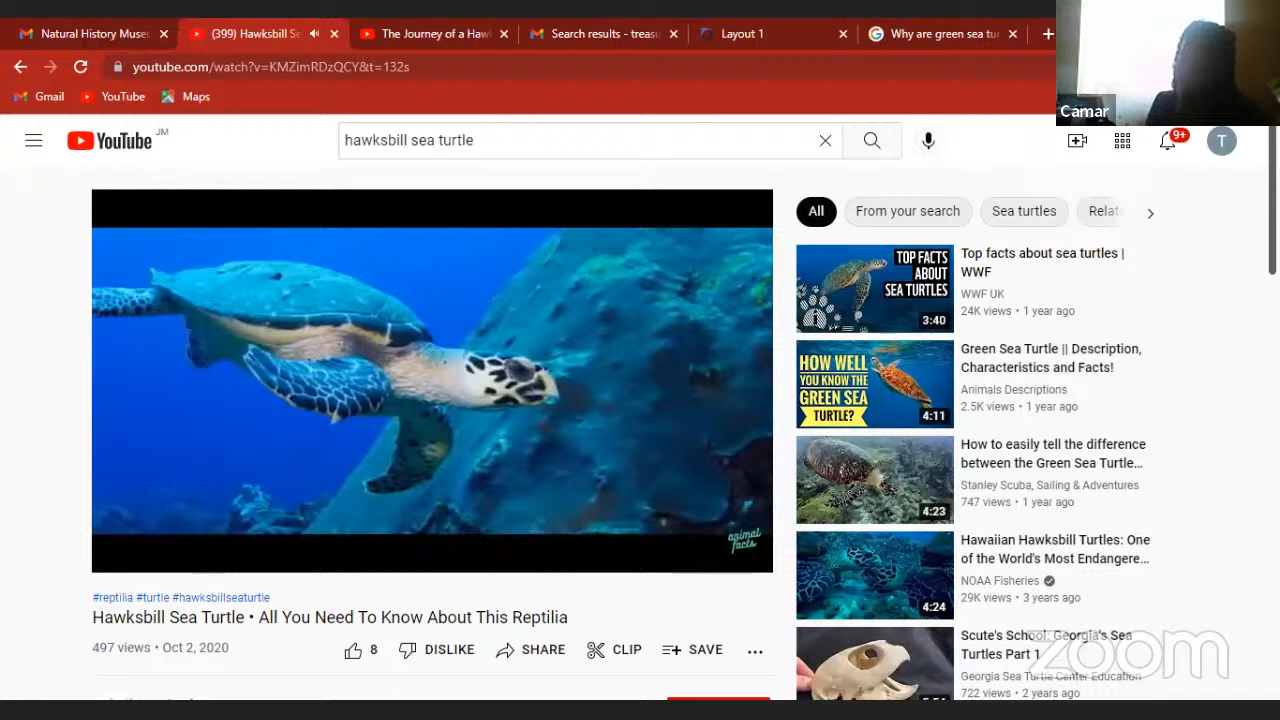 Natural History Museu
(399) Hawksbill Se
The Journey of a Haw
Search results - treasu
Layout 1
Why are green sea tur
youtube.com/watch?v=KMZimRDzQCY&t=132s
Gmail
YouTube
Maps
Camar
YouTube JM
hawksbill sea turtle
9+
T
All
From your search
Sea turtles
Relat
TOP FACTS
ABOUT
SEA TURTLES
3:40
Top facts about sea turtles |
WWF
WWF UK
24K views • 1 year ago
HOW WELL
YOU KNOW THE
GREEN SEA
TURTLE?
4:11
Green Sea Turtle || Description,
Characteristics and Facts!
Animals Descriptions
2.5K views • 1 year ago
4:23
How to easily tell the difference
between the Green Sea Turtle...
Stanley Scuba, Sailing & Adventures
747 views • 1 year ago
4:24
Hawaiian Hawksbill Turtles: One
of the World's Most Endangere...
NOAA Fisheries
29K views • 3 years ago
Scute's School: Georgia's Sea
Turtles Part 1
Georgia Sea Turtle Center Education
722 views • 2 years ago
zoom
animal
facts
#reptilia #turtle #hawksbillseaturtle
Hawksbill Sea Turtle • All You Need To Know About This Reptilia
497 views • Oct 2, 2020
8
DISLIKE
SHARE
CLIP
SAVE